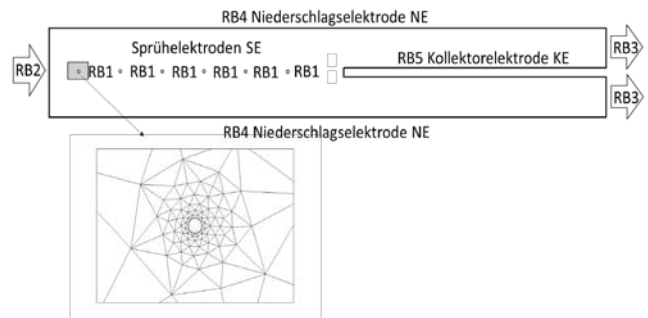 RB4 Niederschlagselektrode NE
RB3
Sprühelektroden SE
RB5 Kollektorelektrode KE
RB2
RB1 RB1 RB1 RB1 RB1 RB1
RB3
RB4 Niederschlagselektrode NE